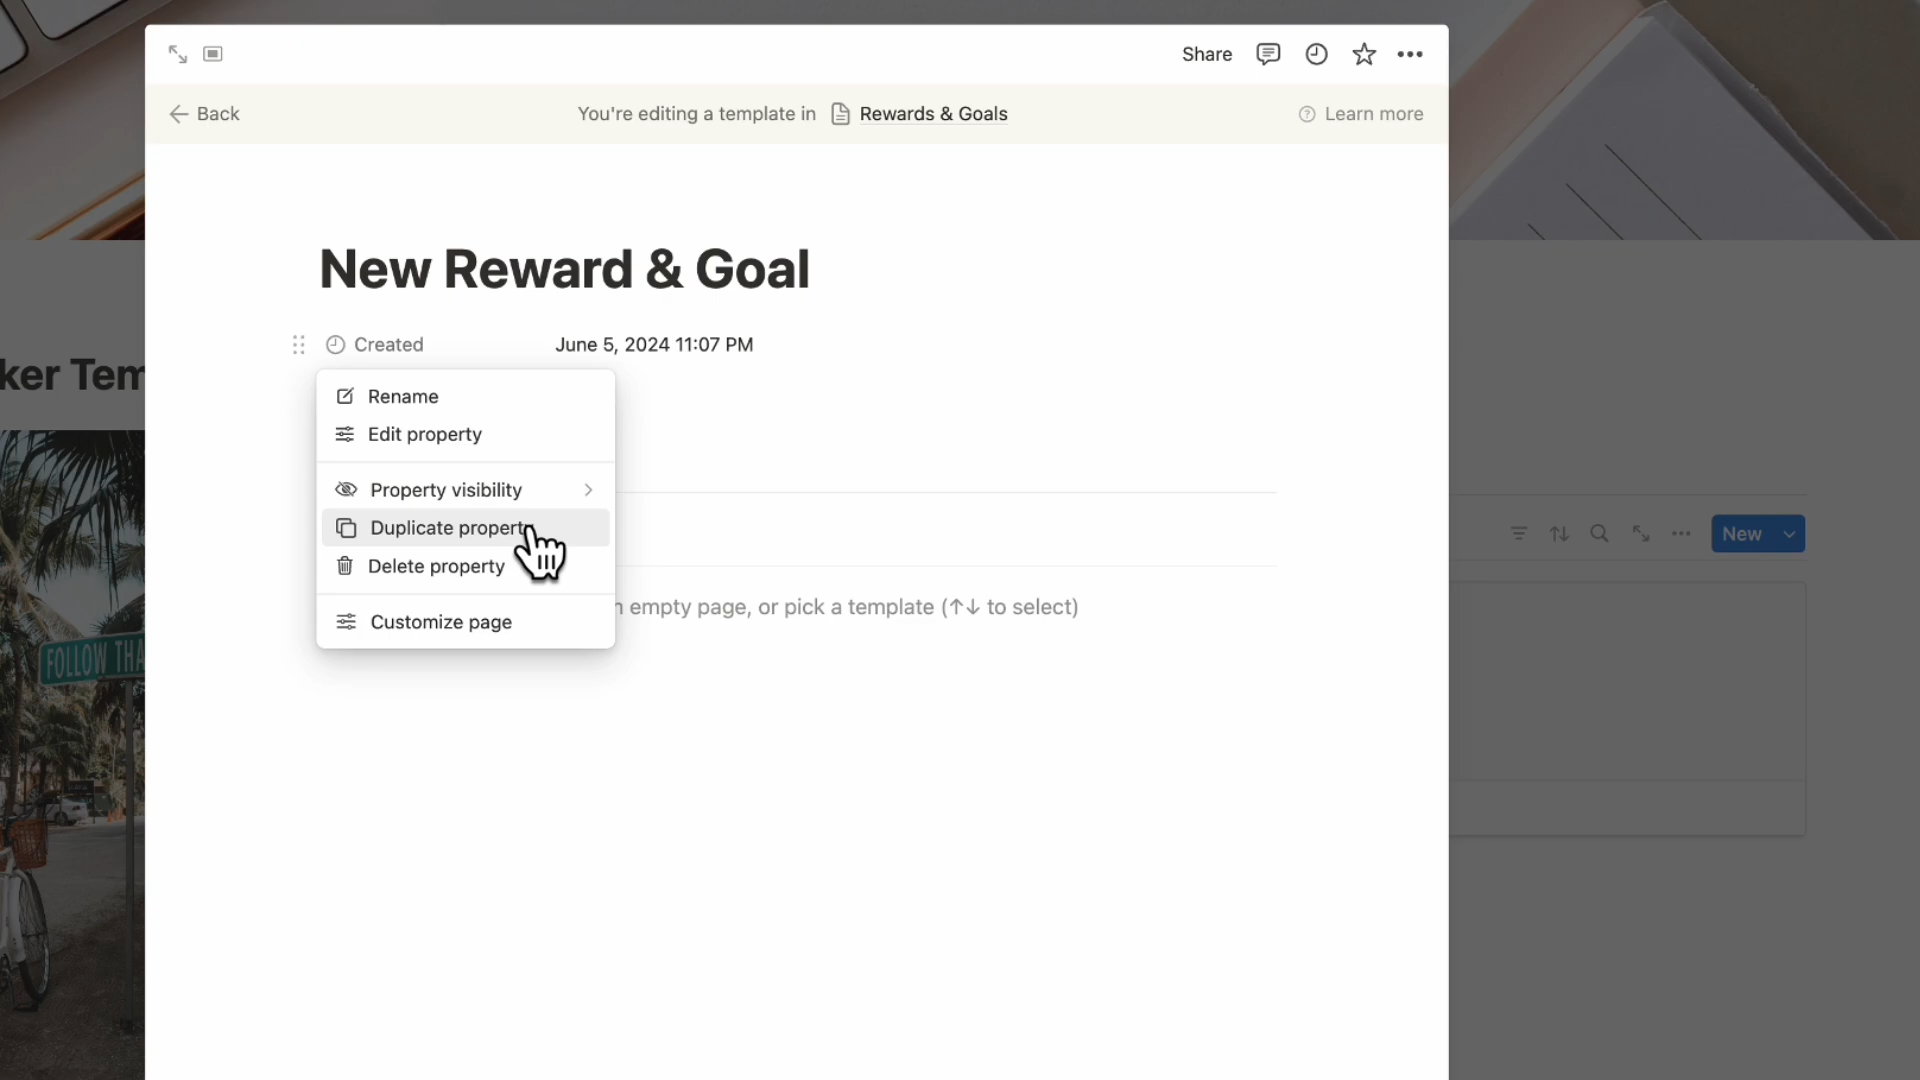 Share
Back
You're editing a template in Rewards & Goals
Learn more
New Reward & Goal
Created June 5, 2024 11:07 PM
ker Tem
Rename
Edit property
Property visibility
Duplicate property
New
Delete property
empty page, or pick a template (↑↓ to select)
Customize page
FOLLOW THA